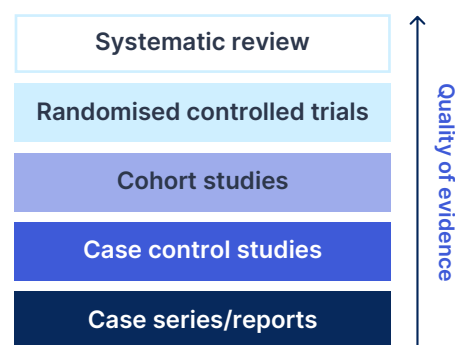 Systematic review
Randomised controlled trials
Cohort studies
Case control studies
Case series/reports
Quality of evidence